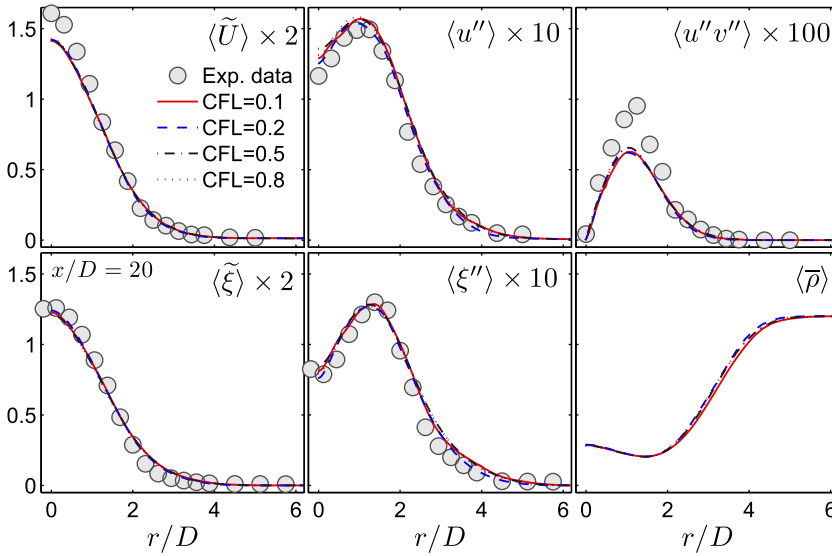 ⟨Ũ⟩ × 2
⟨u″⟩ × 10
⟨u″v″⟩ × 100
Exp. data
CFL=0.1
CFL=0.2
CFL=0.5
CFL=0.8
1.5
1
0.5
0
x/D = 20
⟨ξ̃⟩ × 2
⟨ξ″⟩ × 10
⟨ρ̅⟩
1.5
1
0.5
0
0 2 4 6
0 2 4 6
0 2 4 6
r/D
r/D
r/D